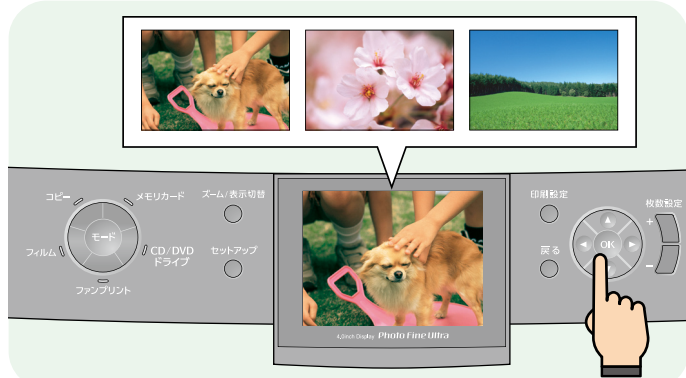 コピー
メモリカード
モード
フィルム
CD/DVD
ドライブ
ファンプリント
ズーム/表示切替
セットアップ
4.0inch Display Photo Fine Ultra
印刷設定
戻る
OK
枚数設定
+
-